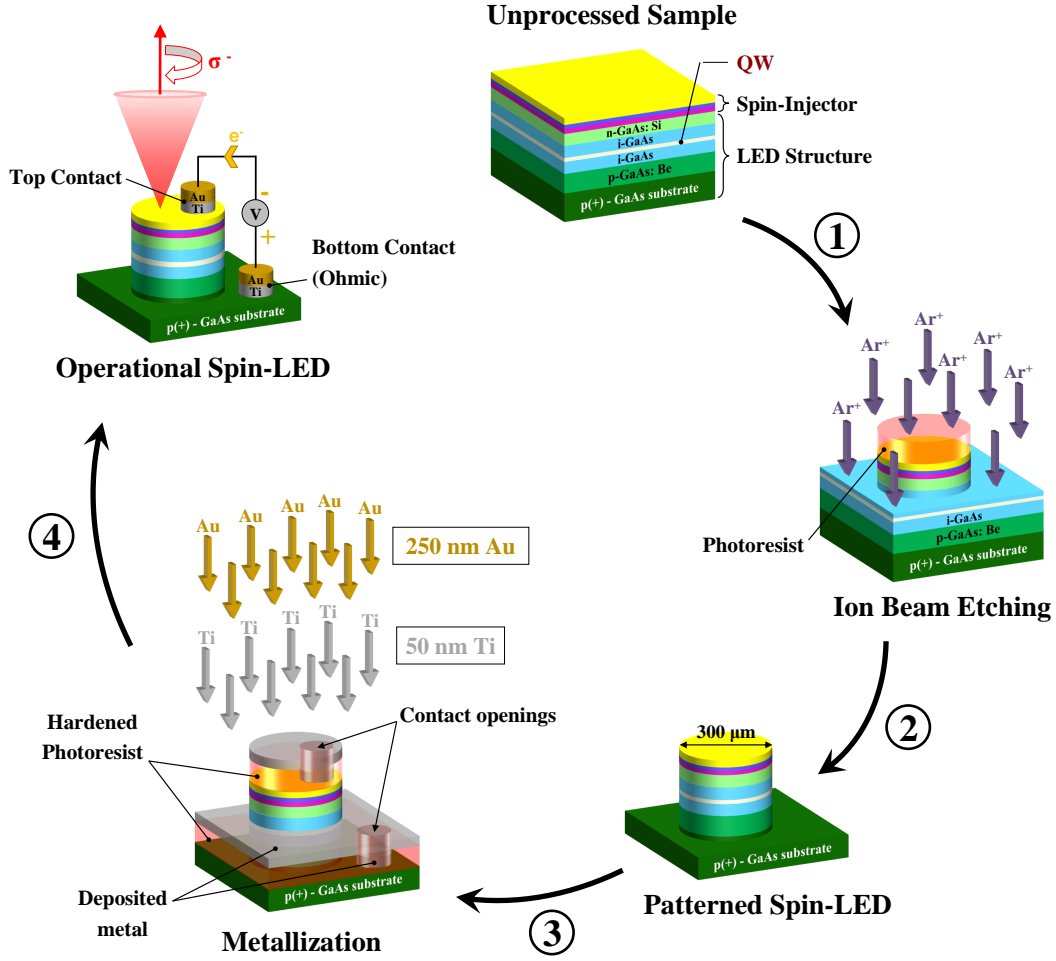 Unprocessed Sample
QW
Spin-Injector
LED Structure
n-GaAs: Si
i-GaAs
i-GaAs
p-GaAs: Be
p(+) - GaAs substrate
1
Ar⁺
Ar⁺
Ar⁺
Ar⁺
Ar⁺
Ar⁺
Ar⁺
Photoresist
i-GaAs
p-GaAs: Be
p(+) - GaAs substrate
Ion Beam Etching
2
300 μm
p(+) - GaAs substrate
Patterned Spin-LED
3
Au
Au
Au
Au
Au
250 nm Au
Ti
Ti
Ti
Ti
Ti
50 nm Ti
Hardened
Photoresist
Contact openings
Deposited
metal
p(+) - GaAs substrate
Metallization
4
σ -
e-
Top Contact
Au
Ti
-
V
+
Bottom Contact
(Ohmic)
Au
Ti
p(+) - GaAs substrate
Operational Spin-LED